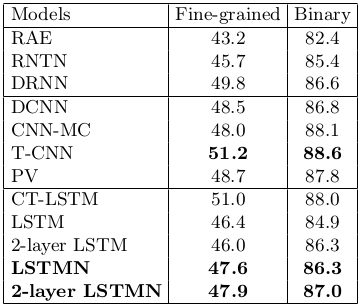 Models Fine-grained Binary
RAE 43.2 82.4
RNTN 45.7 85.4
DRNN 49.8 86.6
DCNN 48.5 86.8
CNN-MC 48.0 88.1
T-CNN 51.2 88.6
PV 48.7 87.8
CT-LSTM 51.0 88.0
LSTM 46.4 84.9
2-layer LSTM 46.0 86.3
LSTMN 47.6 86.3
2-layer LSTMN 47.9 87.0